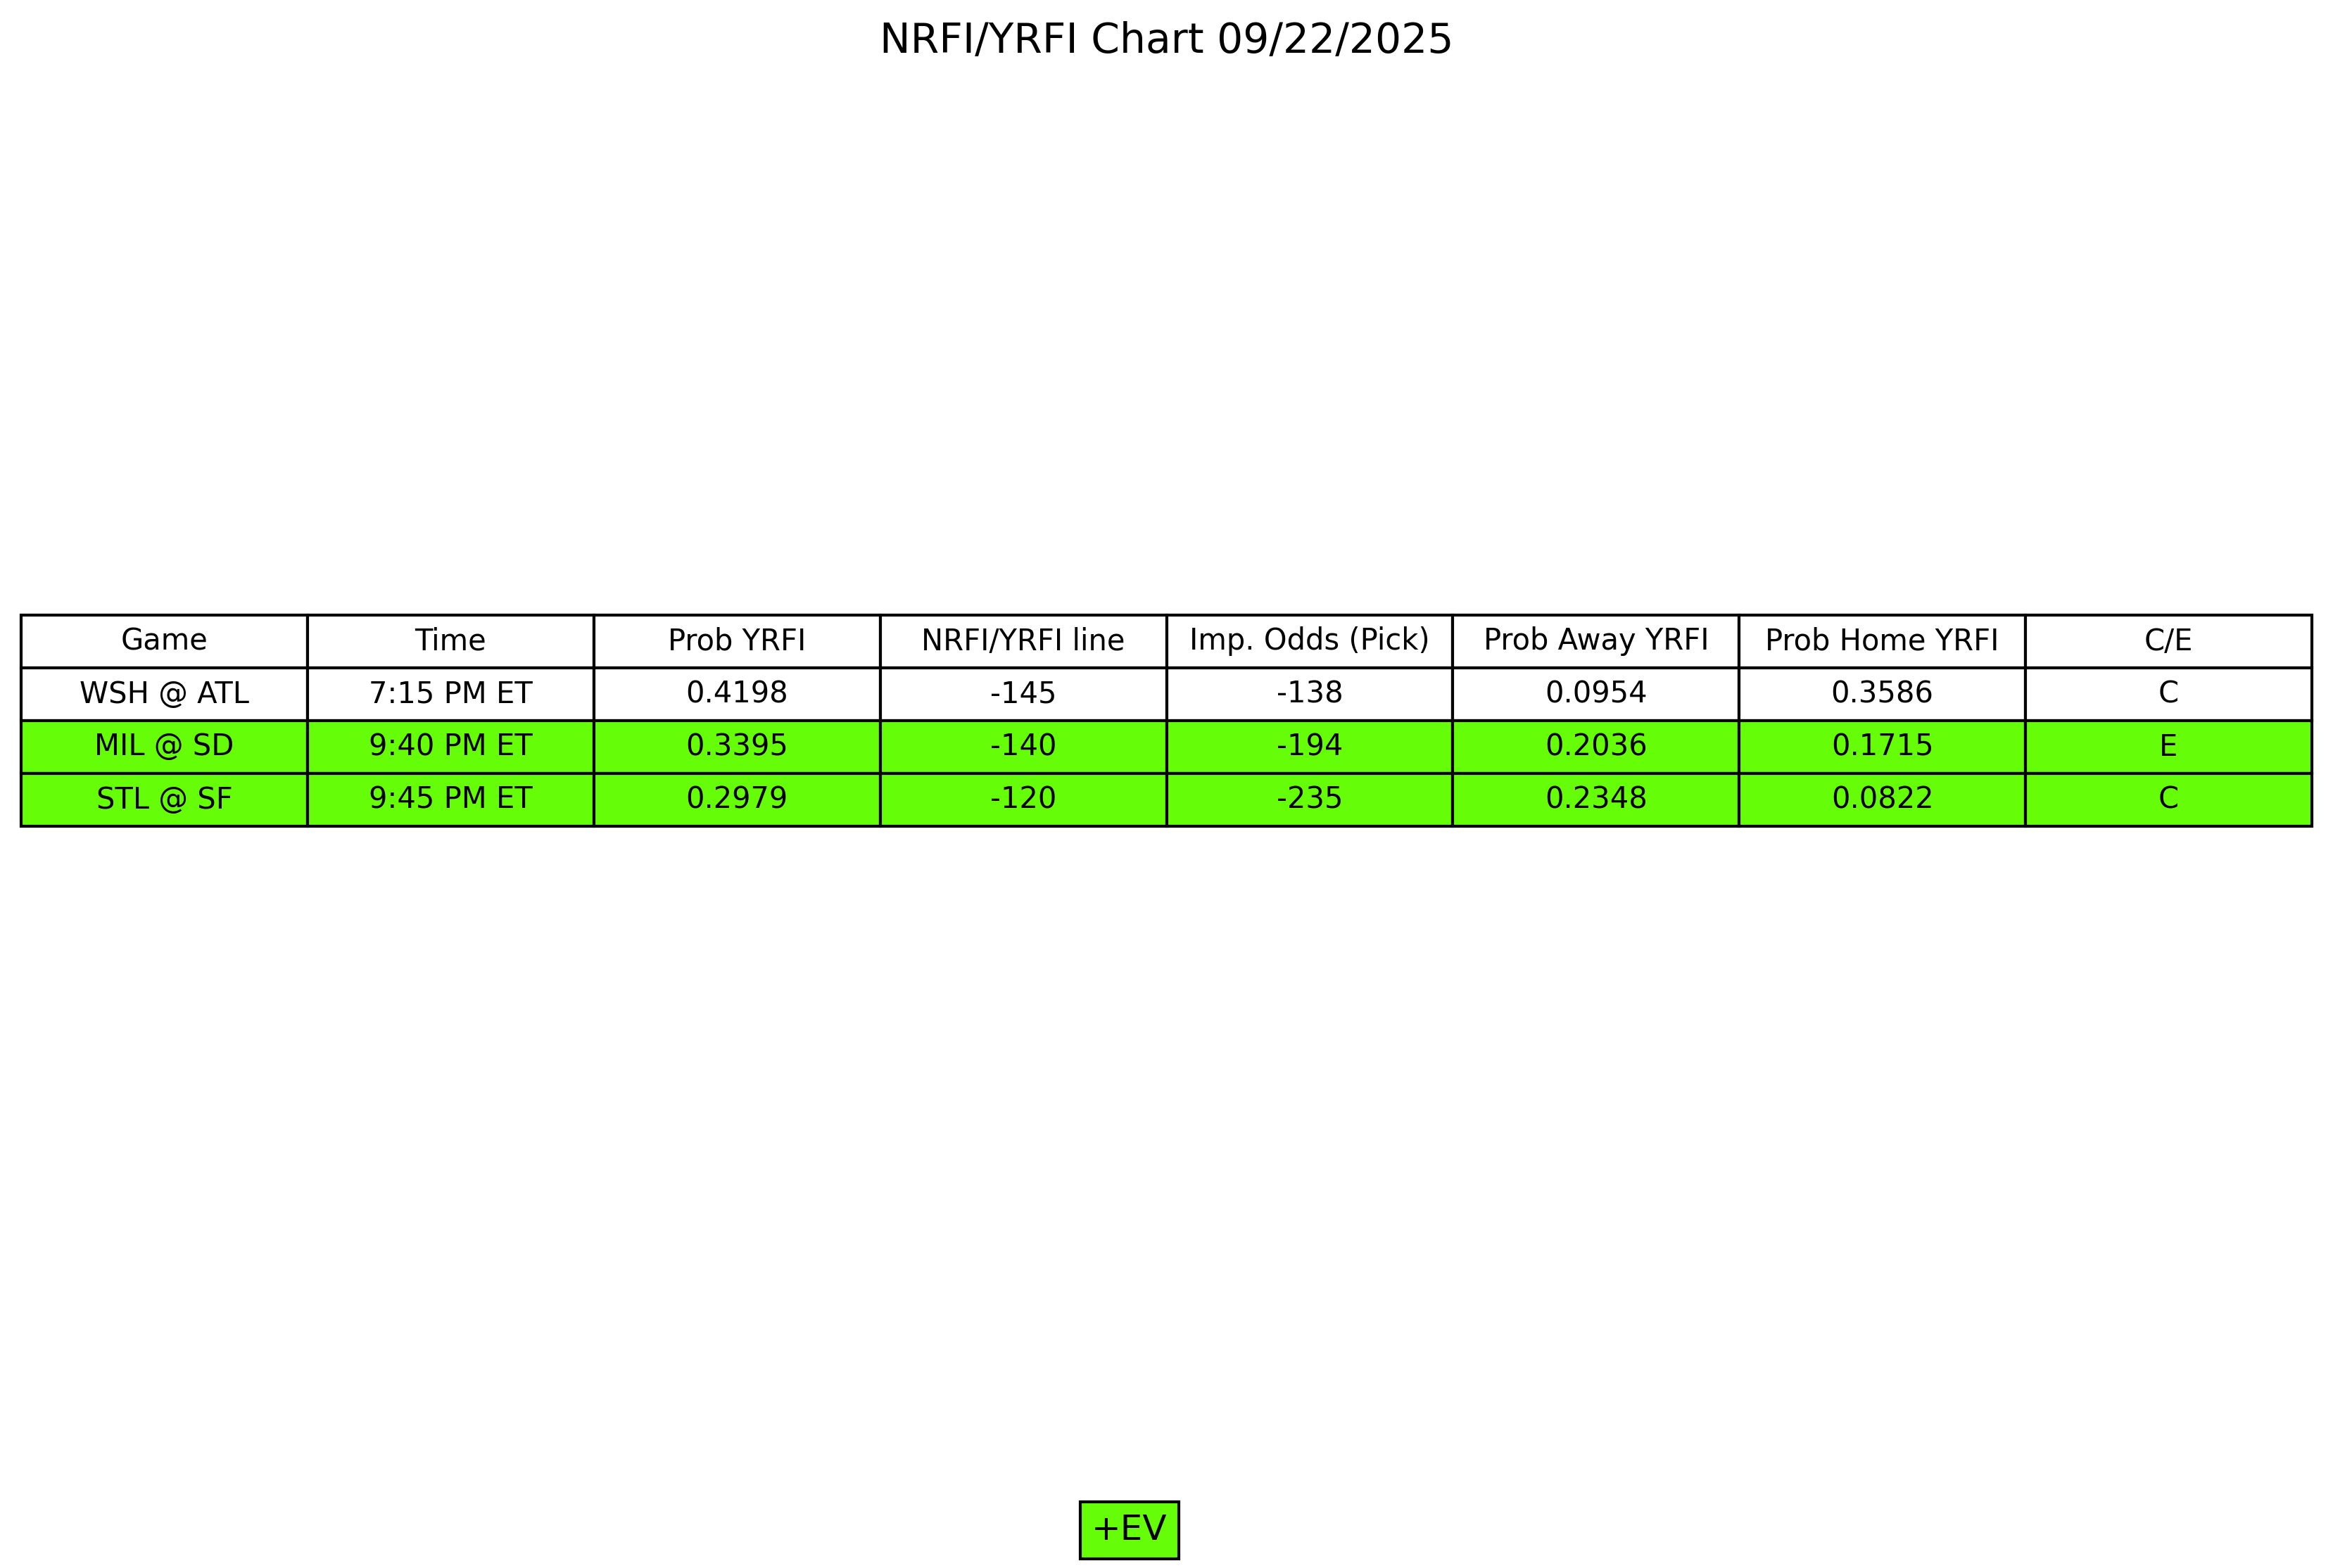 NRFI/YRFI Chart 09/22/2025
Game Time Prob YRFI NRFI/YRFI line Imp. Odds (Pick) Prob Away YRFI Prob Home YRFI C/E
WSH @ ATL 7:15 PM ET 0.4198 -145 -138 0.0954 0.3586 C
MIL @ SD 9:40 PM ET 0.3395 -140 -194 0.2036 0.1715 E
STL @ SF 9:45 PM ET 0.2979 -120 -235 0.2348 0.0822 C
+EV